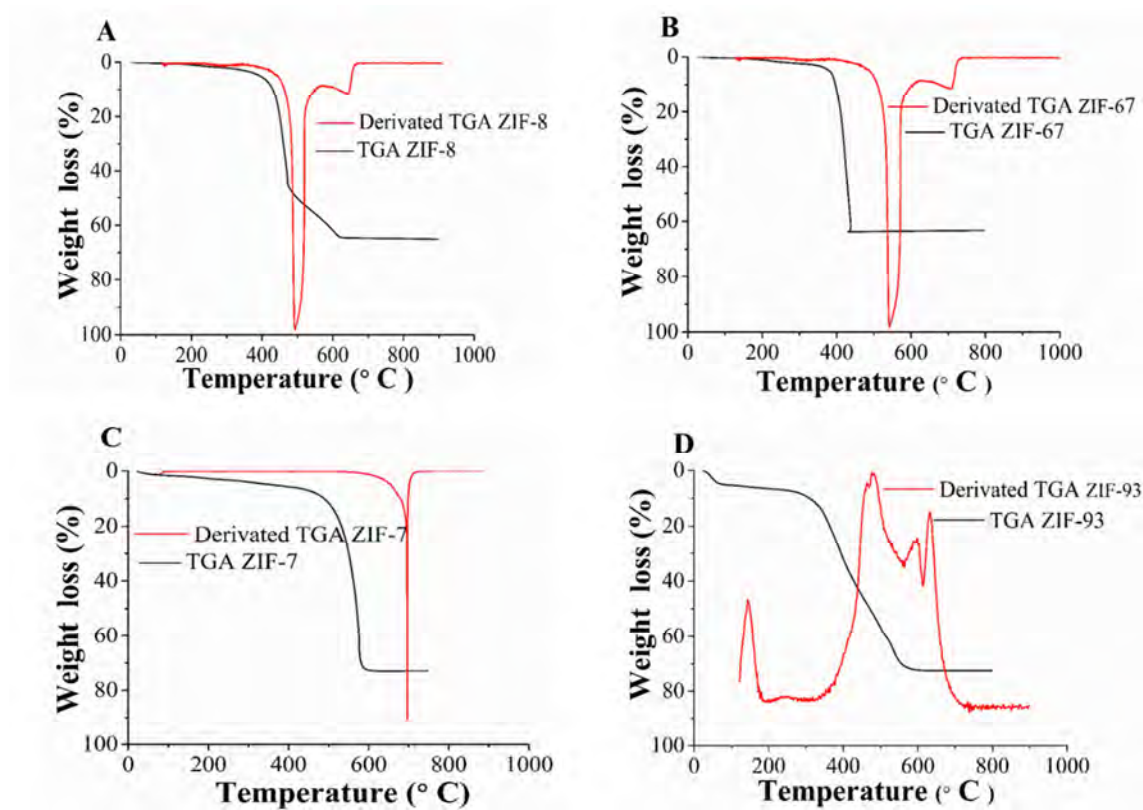 A
Weight loss (%)
0
20
40
60
80
100
Derivated TGA ZIF-8
TGA ZIF-8
0 200 400 600 800 1000
Temperature (° C )
B
Weight loss (%)
0
20
40
60
80
100
Derivated TGA ZIF-67
TGA ZIF-67
0 200 400 600 800 1000
Temperature (° C )
C
Weight loss (%)
0
20
40
60
80
100
Derivated TGA ZIF-7
TGA ZIF-7
0 200 400 600 800 1000
Temperature (° C)
D
Weight loss (%)
0
20
40
60
80
100
Derivated TGA ZIF-93
TGA ZIF-93
0 200 400 600 800 1000
Temperature (° C )